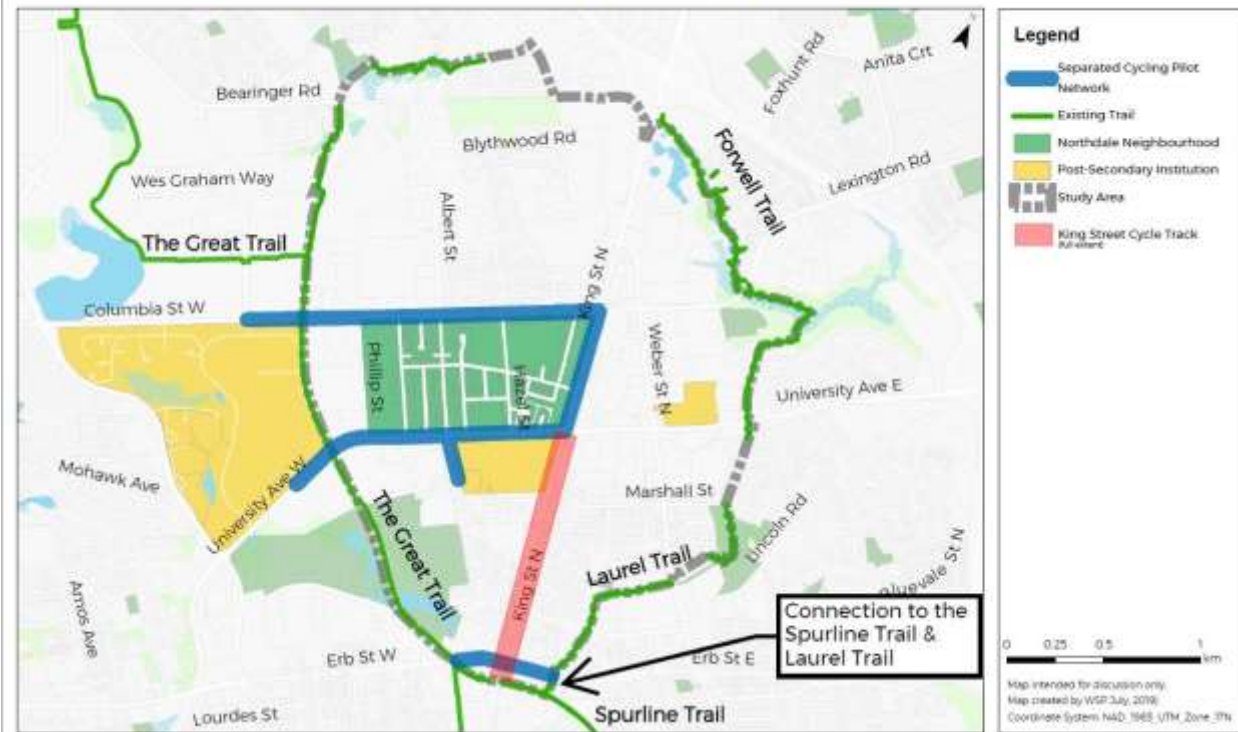 Bearinger Rd
Blythwood Rd
Foxhunt Rd
Anita Crt
Wes Graham Way
Albert St
Forwell Trail
Lexington Rd
The Great Trail
King St N
Columbia St W
Phillip St
Hazel St
Weber St N
University Ave E
Mohawk Ave
University Ave W
Marshall St
The Great Trail
Lincoln Rd
Laurel Trail
King St N
Bluevale St N
Amos Ave
Erb St W
Connection to the
Spurline Trail &
Laurel Trail
Erb St E
Lourdes St
Spurline Trail
Legend
Separated Cycling Pilot
Network
Existing Trail
Northdale Neighbourhood
Post-Secondary Institution
Study Area
King Street Cycle Track
0 0.25 0.5 1
km
Map intended for discussion only.
Map created by WSP July, 2019
Coordinate System: NAD_1983_UTM_Zone_17N